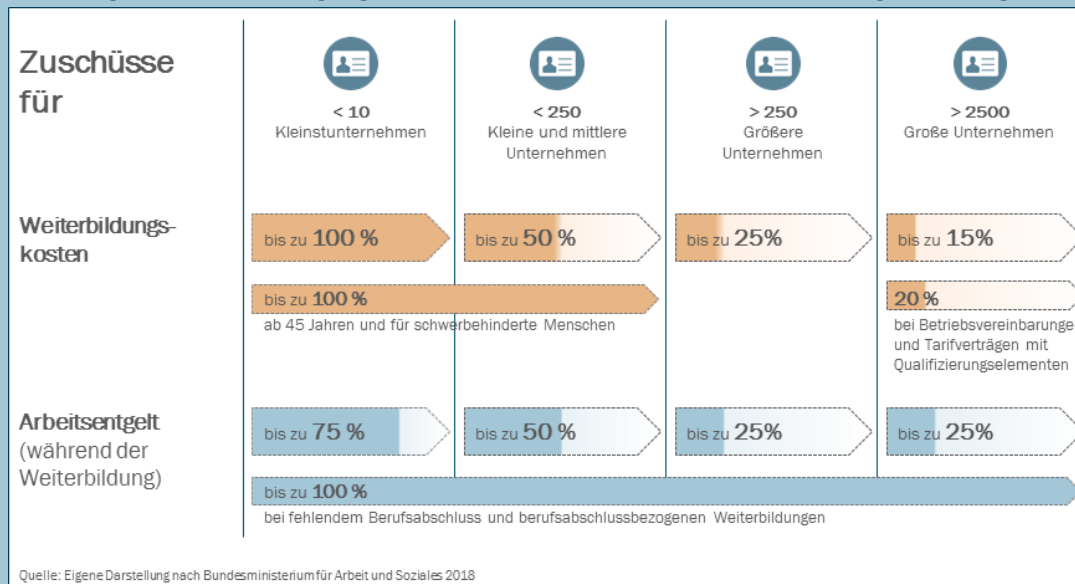 Zuschüsse
für
< 10
Kleinstunternehmen
< 250
Kleine und mittlere
Unternehmen
> 250
Größere
Unternehmen
> 2500
Große Unternehmen
Weiterbildungs-
kosten
bis zu 100 %
bis zu 50 %
bis zu 25%
bis zu 15%
bis zu 100 %
ab 45 Jahren und für schwerbehinderte Menschen
20 %
bei Betriebsvereinbarungen
und Tarifverträgen mit
Qualifizierungselementen
Arbeitsentgelt
(während der
Weiterbildung)
bis zu 75 %
bis zu 50 %
bis zu 25%
bis zu 25%
bis zu 100 %
bei fehlendem Berufsabschluss und berufsabschlussbezogenen Weiterbildungen
Quelle: Eigene Darstellung nach Bundesministerium für Arbeit und Soziales 2018